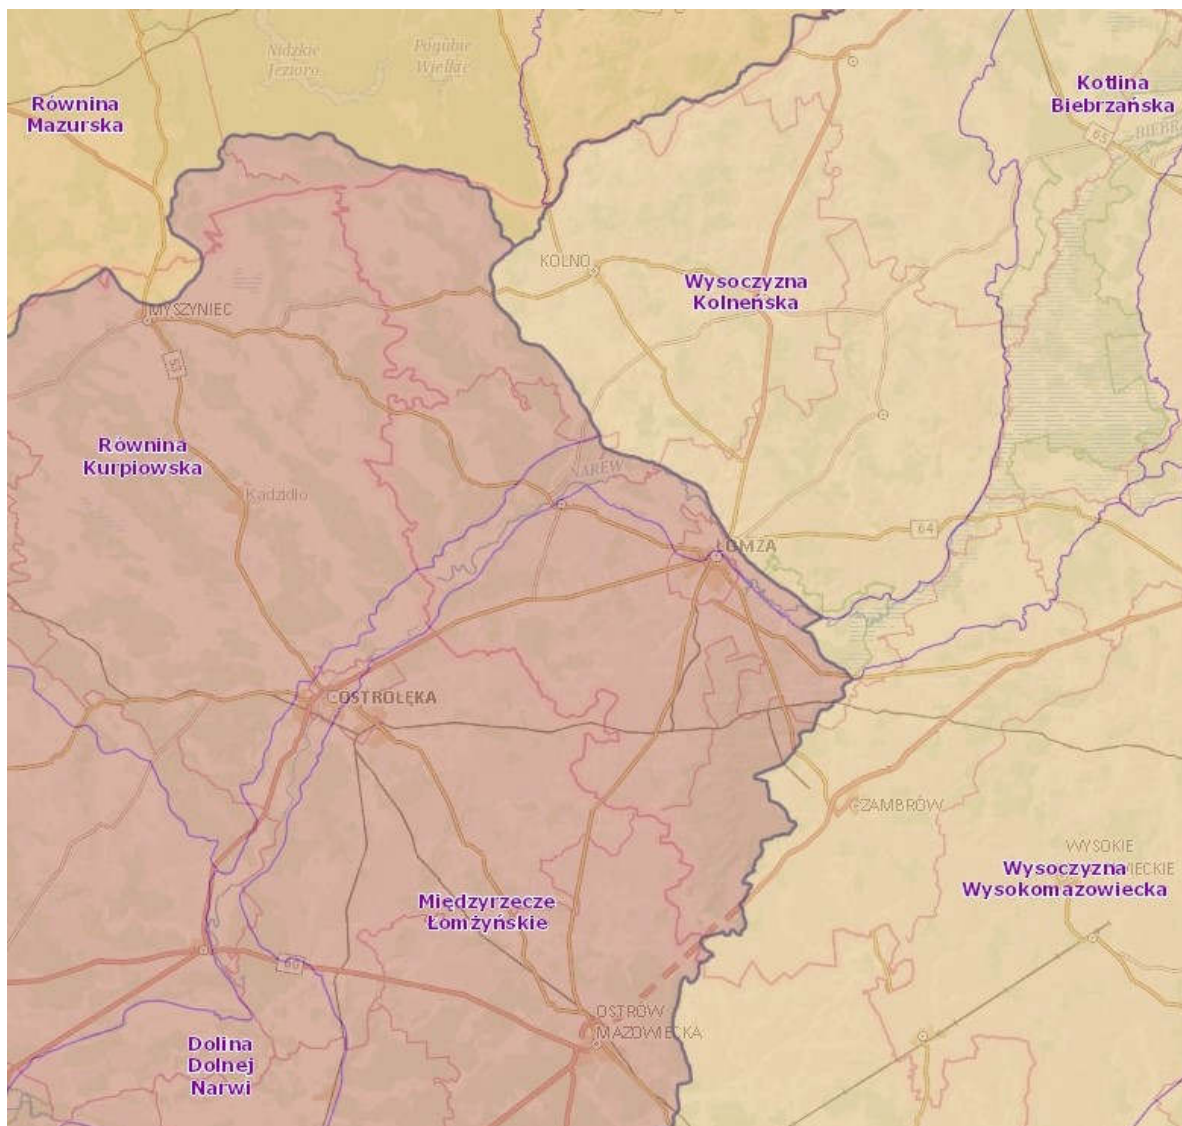 Nidzkie
Jezioro
Pogubie
Wielkie
Równina
Mazurska
Kotlina
Biebrzańska
65
KOLNO
Wysoczyzna
Kolneńska
MYSZYNIEC
53
Równina
Kurpiowska
NAREW
Kadzidło
64
ŁOMŻA
OSTROŁĘKA
ZAMBRÓW
WYSOKIE
Wysoczyzna
Wysokomazowiecka
Międzyrzecze
Łomżyńskie
60
OSTRÓW
MAZOWIECKA
Dolina
Dolnej
Narwi